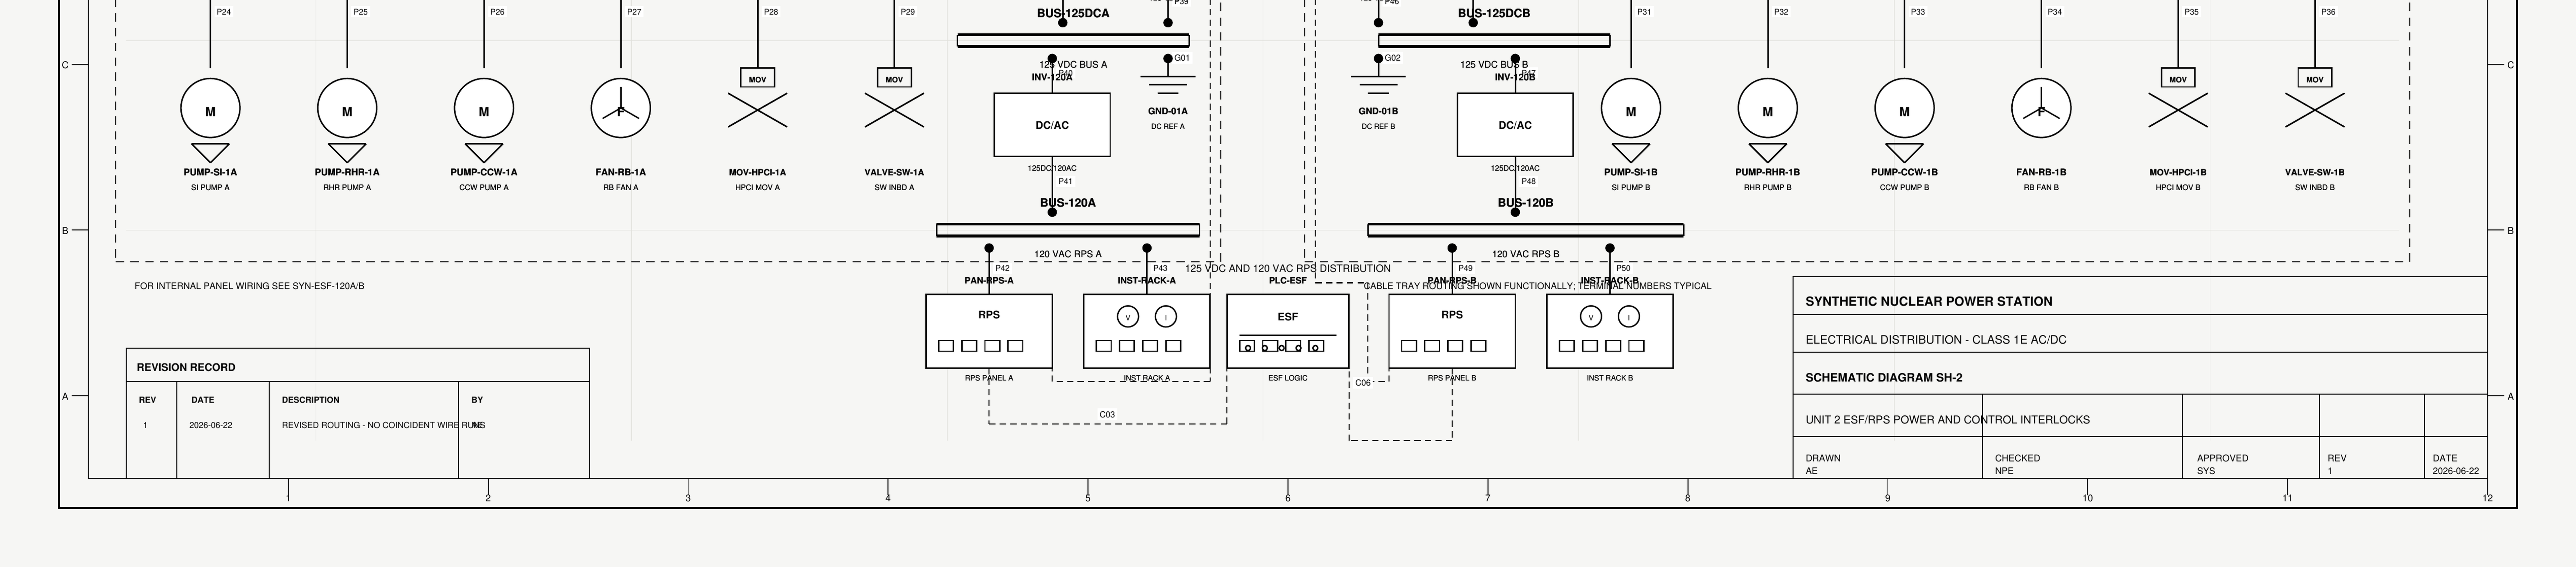 P24
P25
P26
P27
P28
P29
P39
P46
P31
P32
P33
P34
P35
P36
BUS-125DCA
BUS-125DCB
C
C
125 VDC BUS A
G01
G02
125 VDC BUS B
P40
P47
INV-120A
INV-120B
MOV
MOV
MOV
MOV
M
M
M
F
DC/AC
GND-01A
DC REF A
GND-01B
DC REF B
DC/AC
M
M
M
F
125DC/120AC
125DC/120AC
PUMP-SI-1A
PUMP-RHR-1A
PUMP-CCW-1A
FAN-RB-1A
MOV-HPCI-1A
VALVE-SW-1A
PUMP-SI-1B
PUMP-RHR-1B
PUMP-CCW-1B
FAN-RB-1B
MOV-HPCI-1B
VALVE-SW-1B
P41
P48
SI PUMP A
RHR PUMP A
CCW PUMP A
RB FAN A
HPCI MOV A
SW INBD A
SI PUMP B
RHR PUMP B
CCW PUMP B
RB FAN B
HPCI MOV B
SW INBD B
BUS-120A
BUS-120B
B
B
120 VAC RPS A
120 VAC RPS B
P42
P43
125 VDC AND 120 VAC RPS DISTRIBUTION
P49
P50
PAN-RPS-A
INST-RACK-A
PLC-ESF
PAN-RPS-B
INST-RACK-B
FOR INTERNAL PANEL WIRING SEE SYN-ESF-120A/B
CABLE TRAY ROUTING SHOWN FUNCTIONALLY; TERMINAL NUMBERS TYPICAL
RPS
V
I
ESF
RPS
V
I
RPS PANEL A
INST RACK A
ESF LOGIC
RPS PANEL B
INST RACK B
C06
C03
A
A
SYNTHETIC NUCLEAR POWER STATION
ELECTRICAL DISTRIBUTION - CLASS 1E AC/DC
SCHEMATIC DIAGRAM SH-2
UNIT 2 ESF/RPS POWER AND CONTROL INTERLOCKS
DRAWN
AE
CHECKED
NPE
APPROVED
SYS
REV
1
DATE
2026-06-22
REVISION RECORD
REV
DATE
DESCRIPTION
BY
1
2026-06-22
REVISED ROUTING - NO COINCIDENT WIRE RUNS
1
2
3
4
5
6
7
8
9
10
11
12